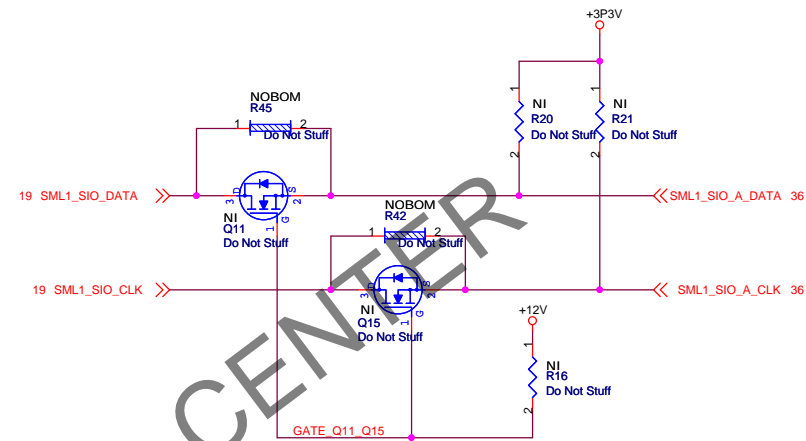 +3P3V
NOBOM
R45
1 2
Do Not Stuff
1
NI
R20
Do Not Stuff
2
1
NI
R21
Do Not Stuff
2
19 SML1_SIO_DATA
3 D S 2
G 1
NI
Q11
Do Not Stuff
SML1_SIO_A_DATA 36
NOBOM
R42
1 2
Do Not Stuff
19 SML1_SIO_CLK
3 D S 2
G 1
NI
Q15
Do Not Stuff
SML1_SIO_A_CLK 36
+12V
1
NI
R16
Do Not Stuff
2
GATE_Q11_Q15
CENTER